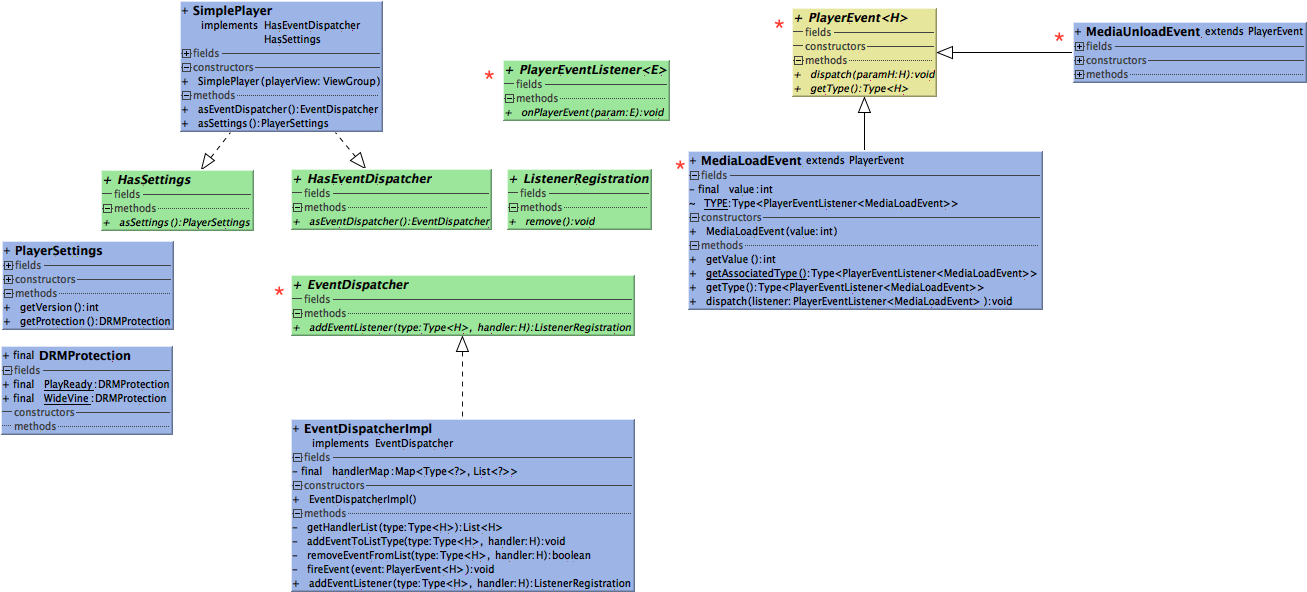 + SimplePlayer
implements HasEventDispatcher
HasSettings
fields
constructors
+ SimplePlayer(playerView: ViewGroup)
methods
+ asEventDispatcher():EventDispatcher
+ asSettings():PlayerSettings
+ HasSettings
fields
methods
+ asSettings():PlayerSettings
+ HasEventDispatcher
fields
methods
+ asEventDispatcher():EventDispatcher
+ ListenerRegistration
fields
methods
+ remove():void
* + PlayerEventListener<E>
fields
methods
+ onPlayerEvent(param:E):void
* + PlayerEvent<H>
fields
constructors
methods
+ dispatch(paramH:H):void
+ getType():Type<H>
* + MediaUnloadEvent extends PlayerEvent
fields
constructors
methods
* + MediaLoadEvent extends PlayerEvent
fields
- final value:int
~ TYPE:Type<PlayerEventListener<MediaLoadEvent>>
constructors
+ MediaLoadEvent(value:int)
methods
+ getValue():int
+ getAssociatedType():Type<PlayerEventListener<MediaLoadEvent>>
+ getType():Type<PlayerEventListener<MediaLoadEvent>>
+ dispatch(listener:PlayerEventListener<MediaLoadEvent> ):void
+ PlayerSettings
fields
constructors
methods
+ getVersion():int
+ getProtection():DRMProtection
+ final DRMProtection
fields
+ final PlayReady:DRMProtection
+ final WideVine:DRMProtection
constructors
methods
* + EventDispatcher
fields
methods
+ addEventListener(type:Type<H>, handler:H):ListenerRegistration
+ EventDispatcherImpl
implements EventDispatcher
fields
- final handlerMap:Map<Type<?>, List<?>>
constructors
+ EventDispatcherImpl()
methods
- getHandlerList(type:Type<H>):List<H>
- addEventToListType(type:Type<H>, handler:H):void
- removeEventFromList(type:Type<H>, handler:H):boolean
- fireEvent(event:PlayerEvent<H>):void
+ addEventListener(type:Type<H>, handler:H):ListenerRegistration